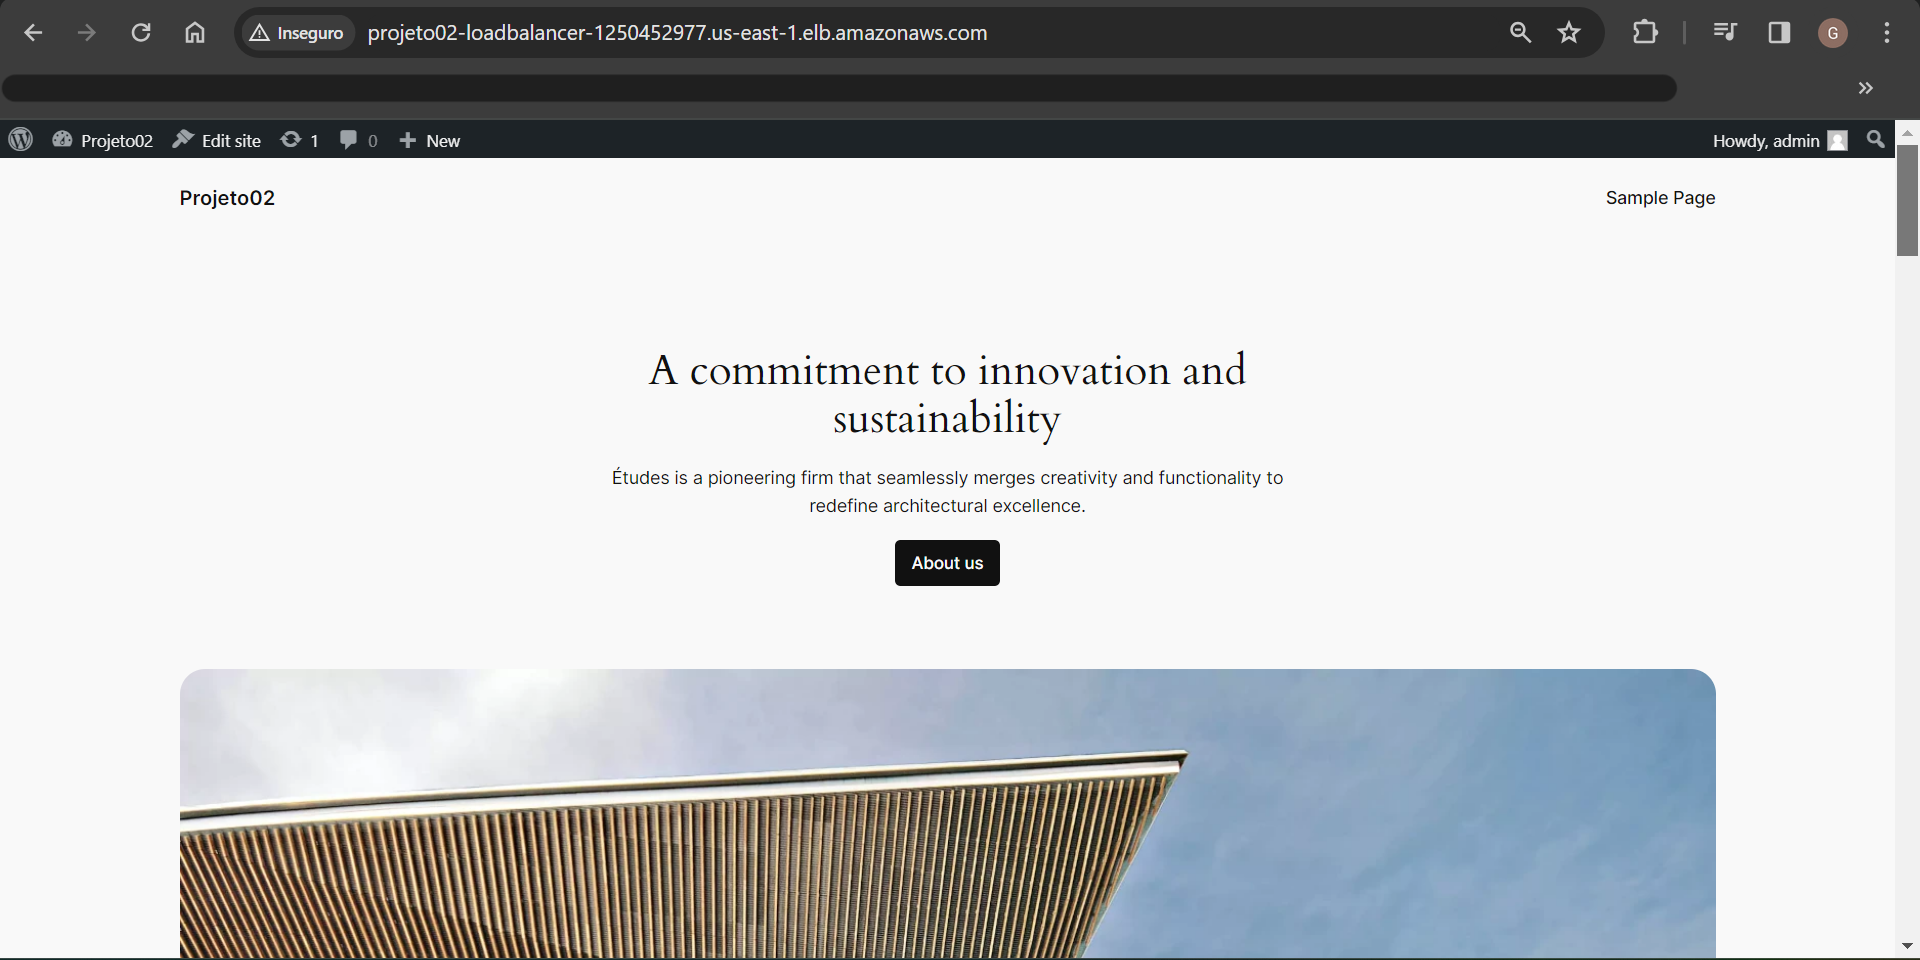 Inseguro projeto02-loadbalancer-1250452977.us-east-1.elb.amazonaws.com G
Projeto02 Edit site 1 0 New Howdy, admin
Projeto02 Sample Page
A commitment to innovation and
sustainability
Études is a pioneering firm that seamlessly merges creativity and functionality to
redefine architectural excellence.
About us